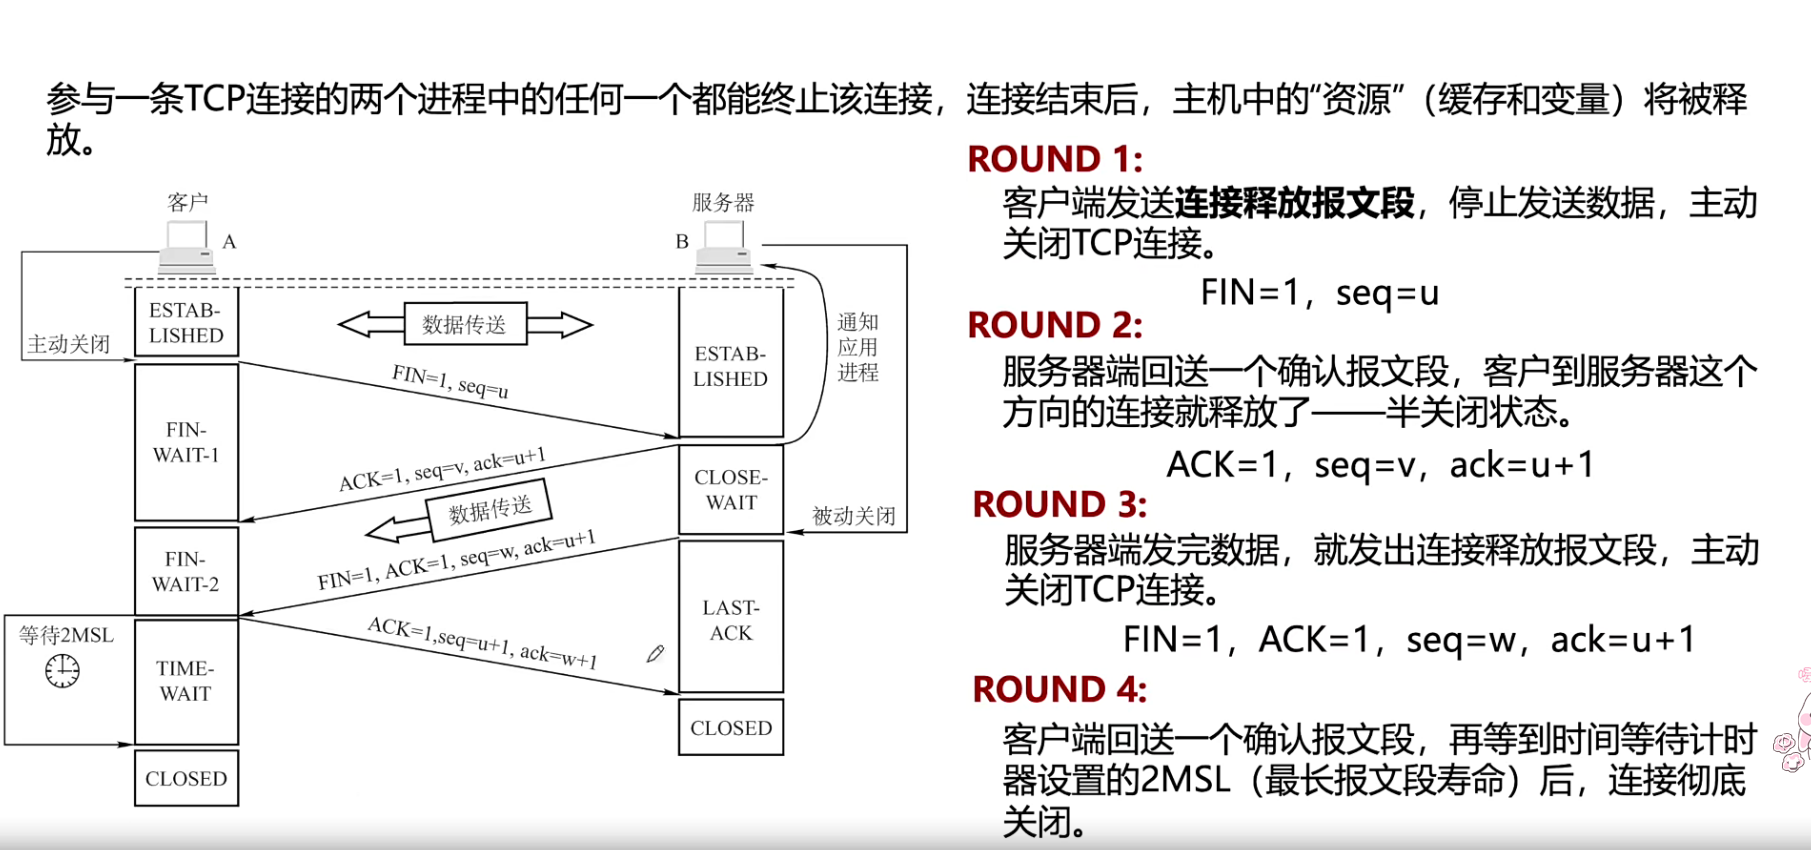 参与一条TCP连接的两个进程中的任何一个都能终止该连接，连接结束后，主机中的“资源”（缓存和变量）将被释
放。
客户
A
服务器
B
ESTAB-
LISHED
主动关闭
FIN-
WAIT-1
FIN-
WAIT-2
等待2MSL
TIME-
WAIT
CLOSED
数据传送
FIN=1, seq=u
ACK=1, seq=v, ack=u+1
数据传送
FIN=1, ACK=1, seq=w, ack=u+1
ACK=1,seq=u+1, ack=w+1
ESTAB-
LISHED
通知
应用
进程
CLOSE-
WAIT
被动关闭
LAST-
ACK
CLOSED
ROUND 1:
客户端发送连接释放报文段，停止发送数据，主动
关闭TCP连接。
FIN=1，seq=u
ROUND 2:
服务器端回送一个确认报文段，客户到服务器这个
方向的连接就释放了——半关闭状态。
ACK=1，seq=v，ack=u+1
ROUND 3:
服务器端发完数据，就发出连接释放报文段，主动
关闭TCP连接。
FIN=1，ACK=1，seq=w，ack=u+1
ROUND 4:
客户端回送一个确认报文段，再等到时间等待计时
器设置的2MSL（最长报文段寿命）后，连接彻底
关闭。